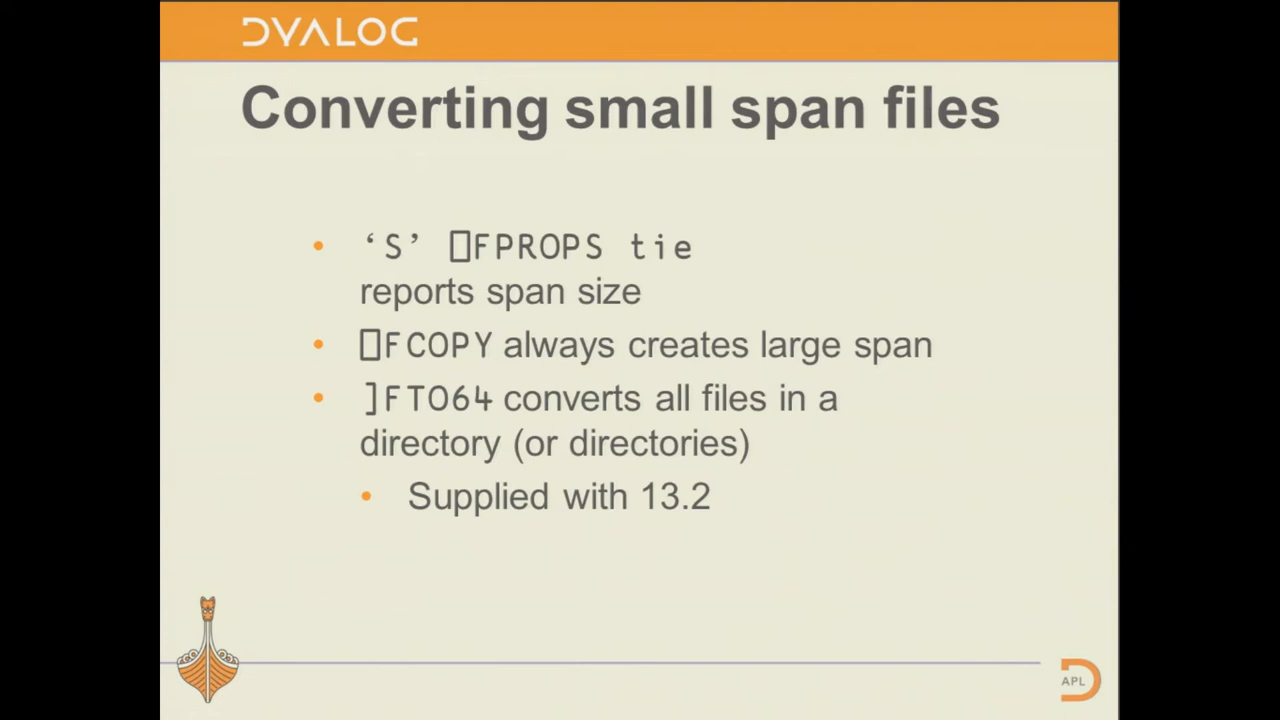 DYALOG
Converting small span files
• ‘S’ ⎕FPROPS tie
reports span size
• ⎕FCOPY always creates large span
• ]FTO64 converts all files in a
directory (or directories)
• Supplied with 13.2
APL